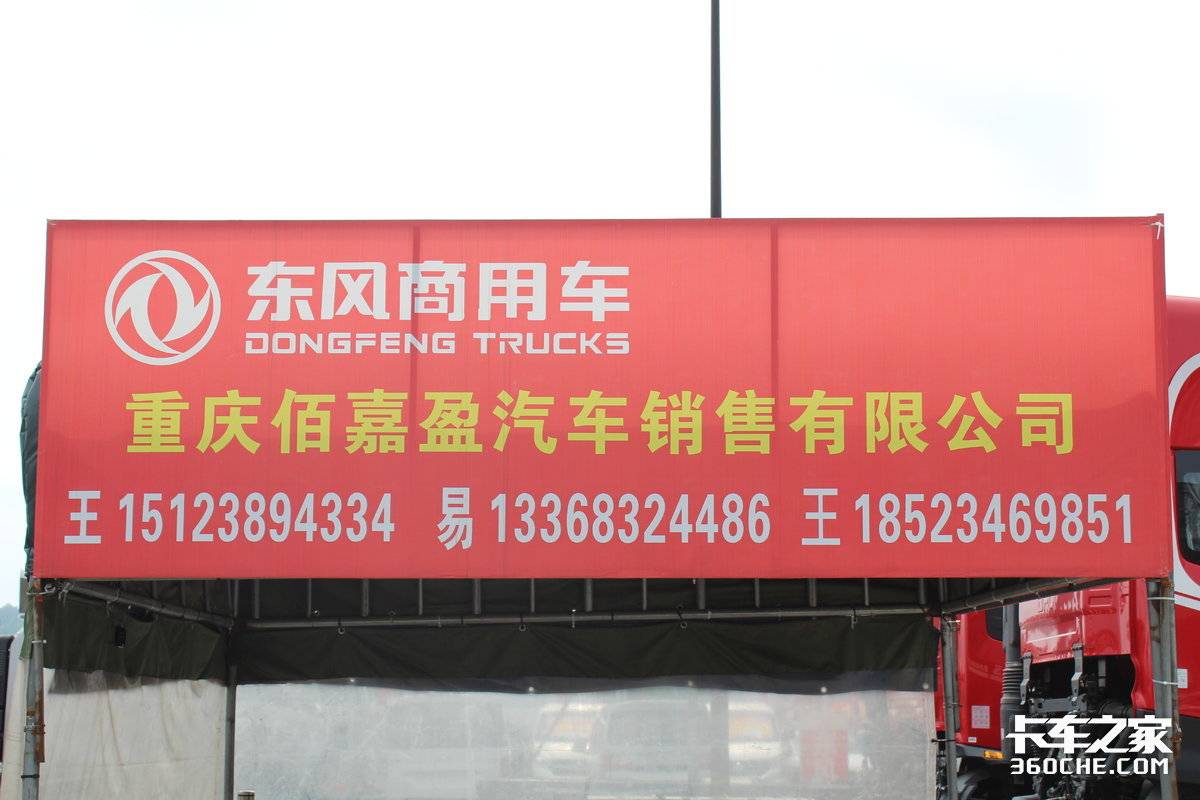 东风商用车
DONGFENG TRUCKS
重庆佰嘉盈汽车销售有限公司
王 15123894334 易 13368324486 王 18523469851
卡车之家
360CHE.COM